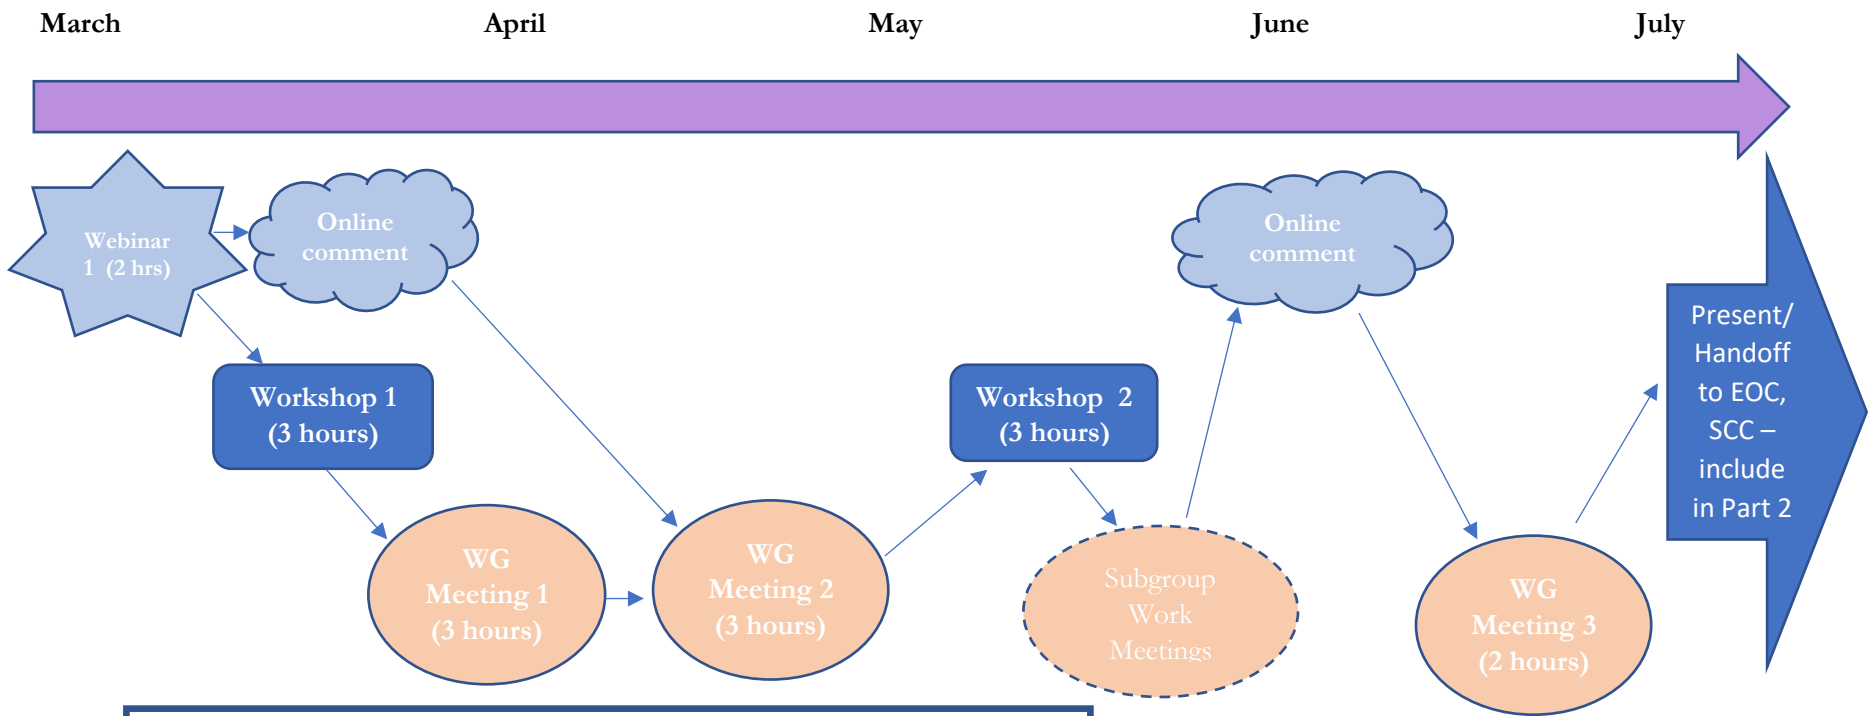 March April May June July
Webinar
1 (2 hrs)
Online
comment
Online
comment
Workshop 1
(3 hours)
Workshop 2
(3 hours)
WG
Meeting 1
(3 hours)
WG
Meeting 2
(3 hours)
Subgroup
Work
Meetings
WG
Meeting 3
(2 hours)
Present/
Handoff
to EOC,
SCC –
include
in Part 2